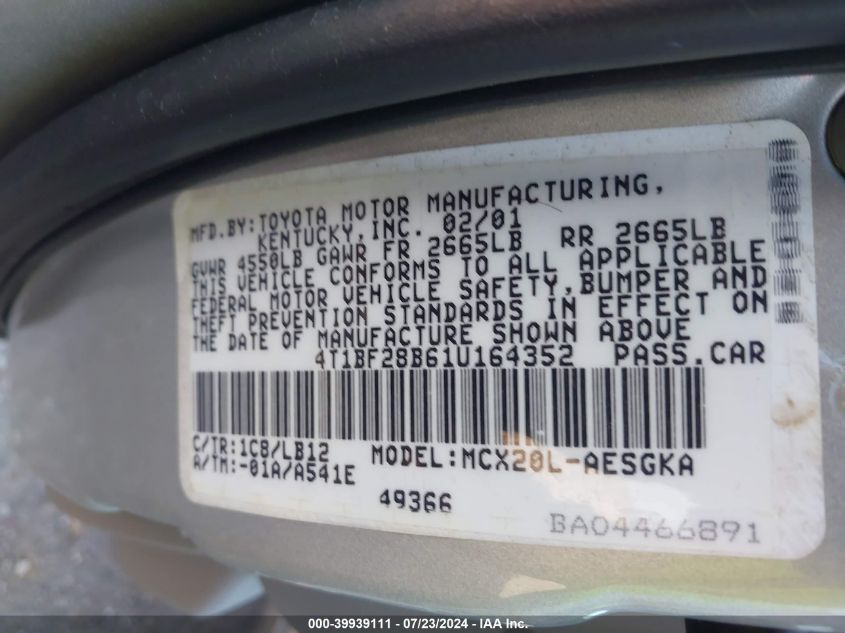 MFD.BY:TOYOTA MOTOR MANUFACTURING,
KENTUCKY,INC. 02/01
GVWR 4550LB GAWR FR 2665LB RR 2665LB
THIS VEHICLE CONFORMS TO ALL APPLICABLE
FEDERAL MOTOR VEHICLE SAFETY,BUMPER AND
THEFT PREVENTION STANDARDS IN EFFECT ON
THE DATE OF MANUFACTURE SHOWN ABOVE
4T1BF28B61U164352 PASS.CAR
C/TR:1C8/LB12 MODEL:MCX20L-AESGKA
A/TM:-01A/A541E
49366
BA04466891
000-39939111 - 07/23/2024 - IAA Inc.